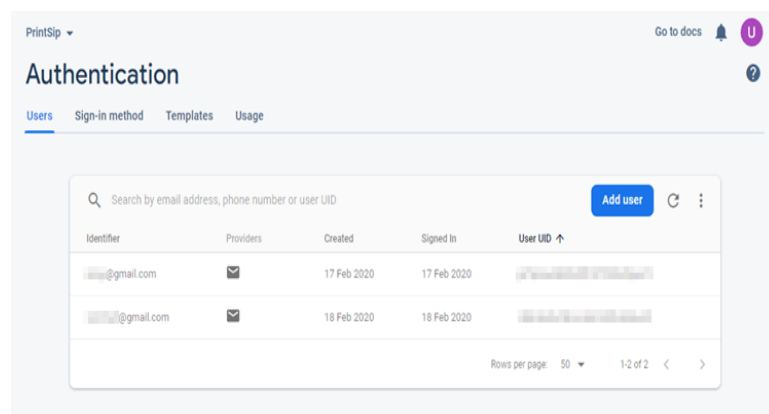 PrintSip
Go to docs
U
Authentication
?
Users Sign-in method Templates Usage
Search by email address, phone number or user UID
Add user
Identifier Providers Created Signed In User UID ↑
@gmail.com 17 Feb 2020 17 Feb 2020
@gmail.com 18 Feb 2020 18 Feb 2020
Rows per page: 50 1-2 of 2